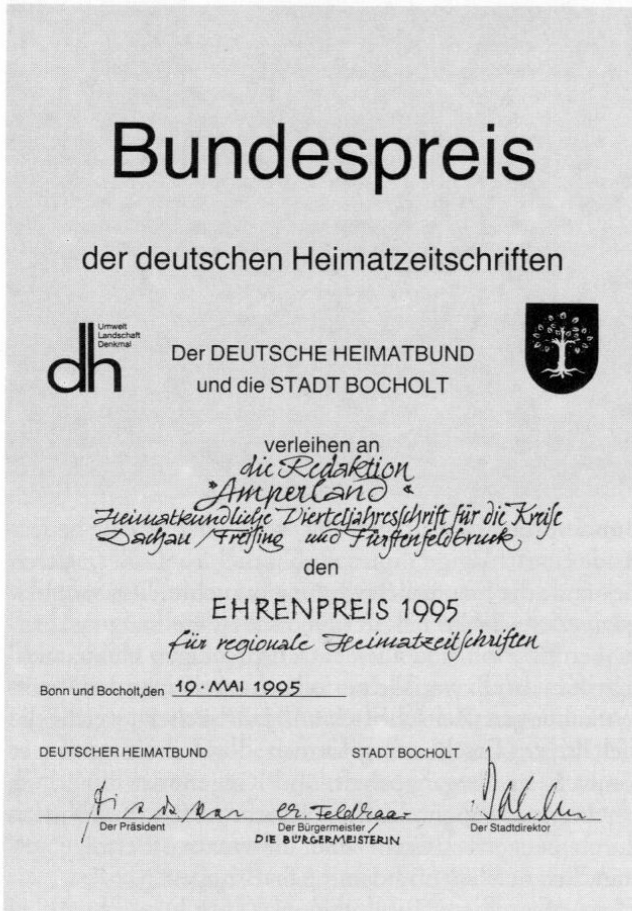 Bundespreis
der deutschen Heimatzeitschriften
dh
Umwelt
Landschaft
Denkmal
Der DEUTSCHE HEIMATBUND
und die STADT BOCHOLT
verleihen an
die Redaktion
"Amperland"
Heimatkundliche Vierteljahresschrift für die Kreise
Dachau / Freising und Fürstenfeldbruck
den
EHRENPREIS 1995
für regionale Heimatzeitschriften
Bonn und Bocholt,den 19. MAI 1995
DEUTSCHER HEIMATBUND STADT BOCHOLT
Der Präsident Der Bürgermeister / Der Stadtdirektor
DIE BÜRGERMEISTERIN